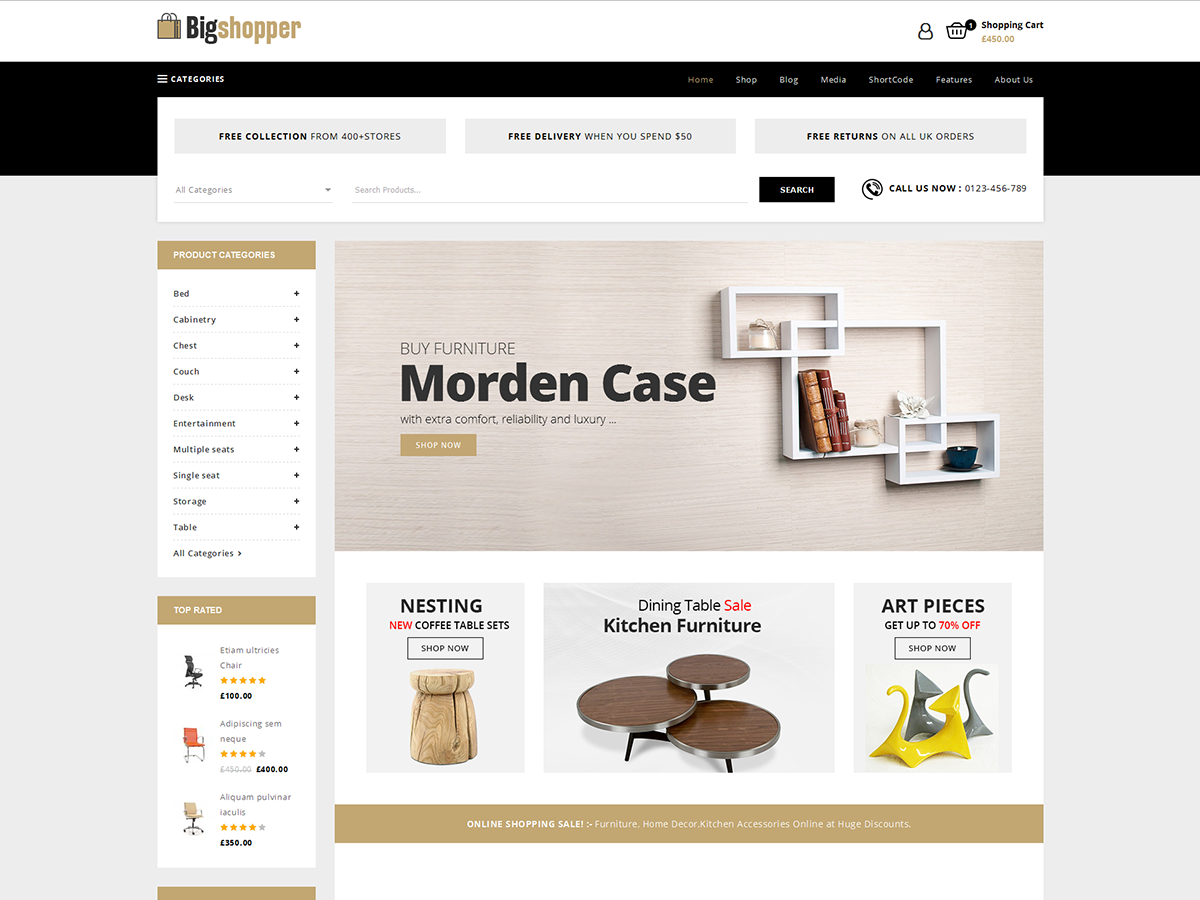 Bigshopper
1
Shopping Cart
£450.00
CATEGORIES
Home
Shop
Blog
Media
ShortCode
Features
About Us
FREE COLLECTION FROM 400+STORES
FREE DELIVERY WHEN YOU SPEND $50
FREE RETURNS ON ALL UK ORDERS
All Categories
Search Products...
SEARCH
CALL US NOW : 0123-456-789
PRODUCT CATEGORIES
Bed +
Cabinetry +
Chest +
Couch +
Desk +
Entertainment +
Multiple seats +
Single seat +
Storage +
Table +
All Categories >
BUY FURNITURE
Morden Case
with extra comfort, reliability and luxury ...
SHOP NOW
TOP RATED
Etiam ultricies
Chair
£100.00
Adipiscing sem
neque
£450.00 £400.00
Aliquam pulvinar
iaculis
£350.00
NESTING
NEW COFFEE TABLE SETS
SHOP NOW
Dining Table Sale
Kitchen Furniture
ART PIECES
GET UP TO 70% OFF
SHOP NOW
ONLINE SHOPPING SALE! :- Furniture. Home Decor,Kitchen Accessories Online at Huge Discounts.